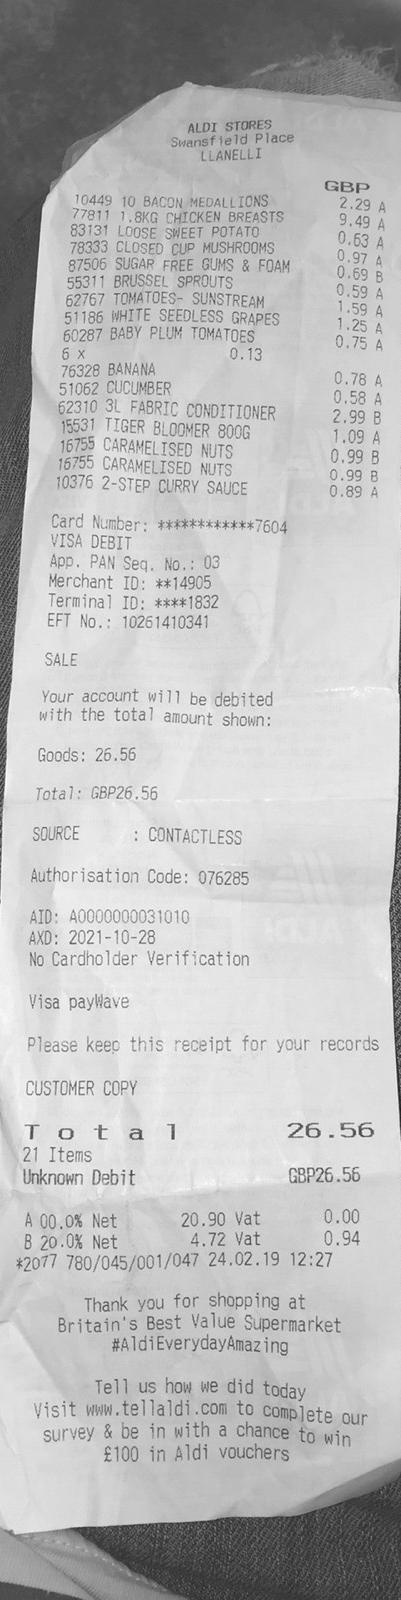 ALDI STORES
Swansfield Place
LLANELLI
GBP
10449 10 BACON MEDALLIONS 2.29 A
77811 1.8KG CHICKEN BREASTS 9.49 A
83131 LOOSE SWEET POTATO 0.63 A
78333 CLOSED CUP MUSHROOMS 0.97 A
87506 SUGAR FREE GUMS & FOAM 0.69 B
55311 BRUSSEL SPROUTS 0.59 A
62767 TOMATOES- SUNSTREAM 1.59 A
51186 WHITE SEEDLESS GRAPES 1.25 A
60287 BABY PLUM TOMATOES 0.75 A
6 x 0.13
76328 BANANA 0.78 A
51062 CUCUMBER 0.58 A
62310 3L FABRIC CONDITIONER 2.99 B
15531 TIGER BLOOMER 800G 1.09 A
16755 CARAMELISED NUTS 0.99 B
16755 CARAMELISED NUTS 0.99 B
10376 2-STEP CURRY SAUCE 0.89 A
Card Number: ************7604
VISA DEBIT
App. PAN Seq. No.: 03
Merchant ID: **14905
Terminal ID: ****1832
EFT No.: 10261410341
SALE
Your account will be debited
with the total amount shown:
Goods: 26.56
Total: GBP26.56
SOURCE : CONTACTLESS
Authorisation Code: 076285
AID: A0000000031010
AXD: 2021-10-28
No Cardholder Verification
Visa payWave
Please keep this receipt for your records
CUSTOMER COPY
Total 26.56
21 Items
Unknown Debit GBP26.56
A 00.0% Net 20.90 Vat 0.00
B 20.0% Net 4.72 Vat 0.94
*2077 780/045/001/047 24.02.19 12:27
Thank you for shopping at
Britain's Best Value Supermarket
#AldiEverydayAmazing
Tell us how we did today
Visit www.tellaldi.com to complete our
survey & be in with a chance to win
£100 in Aldi vouchers